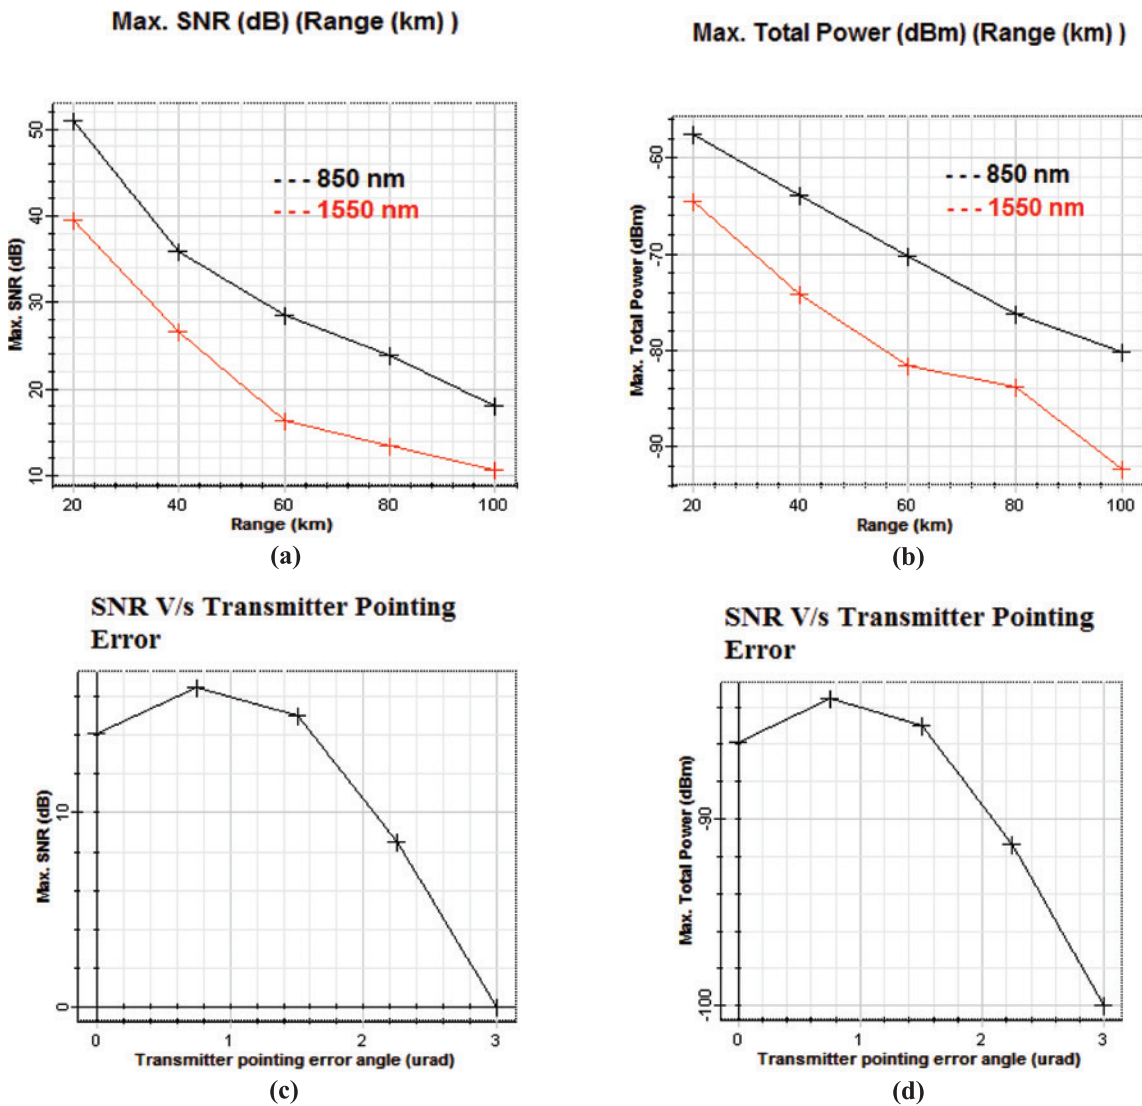 Max. SNR (dB) (Range (km) )
50
40
30
20
10
Max. SNR (dB)
- - - 850 nm
- - - 1550 nm
20 40 60 80 100
Range (km)
(a)
Max. Total Power (dBm) (Range (km) )
-60
-70
-80
-90
Max. Total Power (dBm)
- - - 850 nm
- - - 1550 nm
20 40 60 80 100
Range (km)
(b)
SNR V/s Transmitter Pointing
Error
10
0
Max. SNR (dB)
0 1 2 3
Transmitter pointing error angle (urad)
(c)
SNR V/s Transmitter Pointing
Error
-90
-100
Max. Total Power (dBm)
0 1 2 3
Transmitter pointing error angle (urad)
(d)